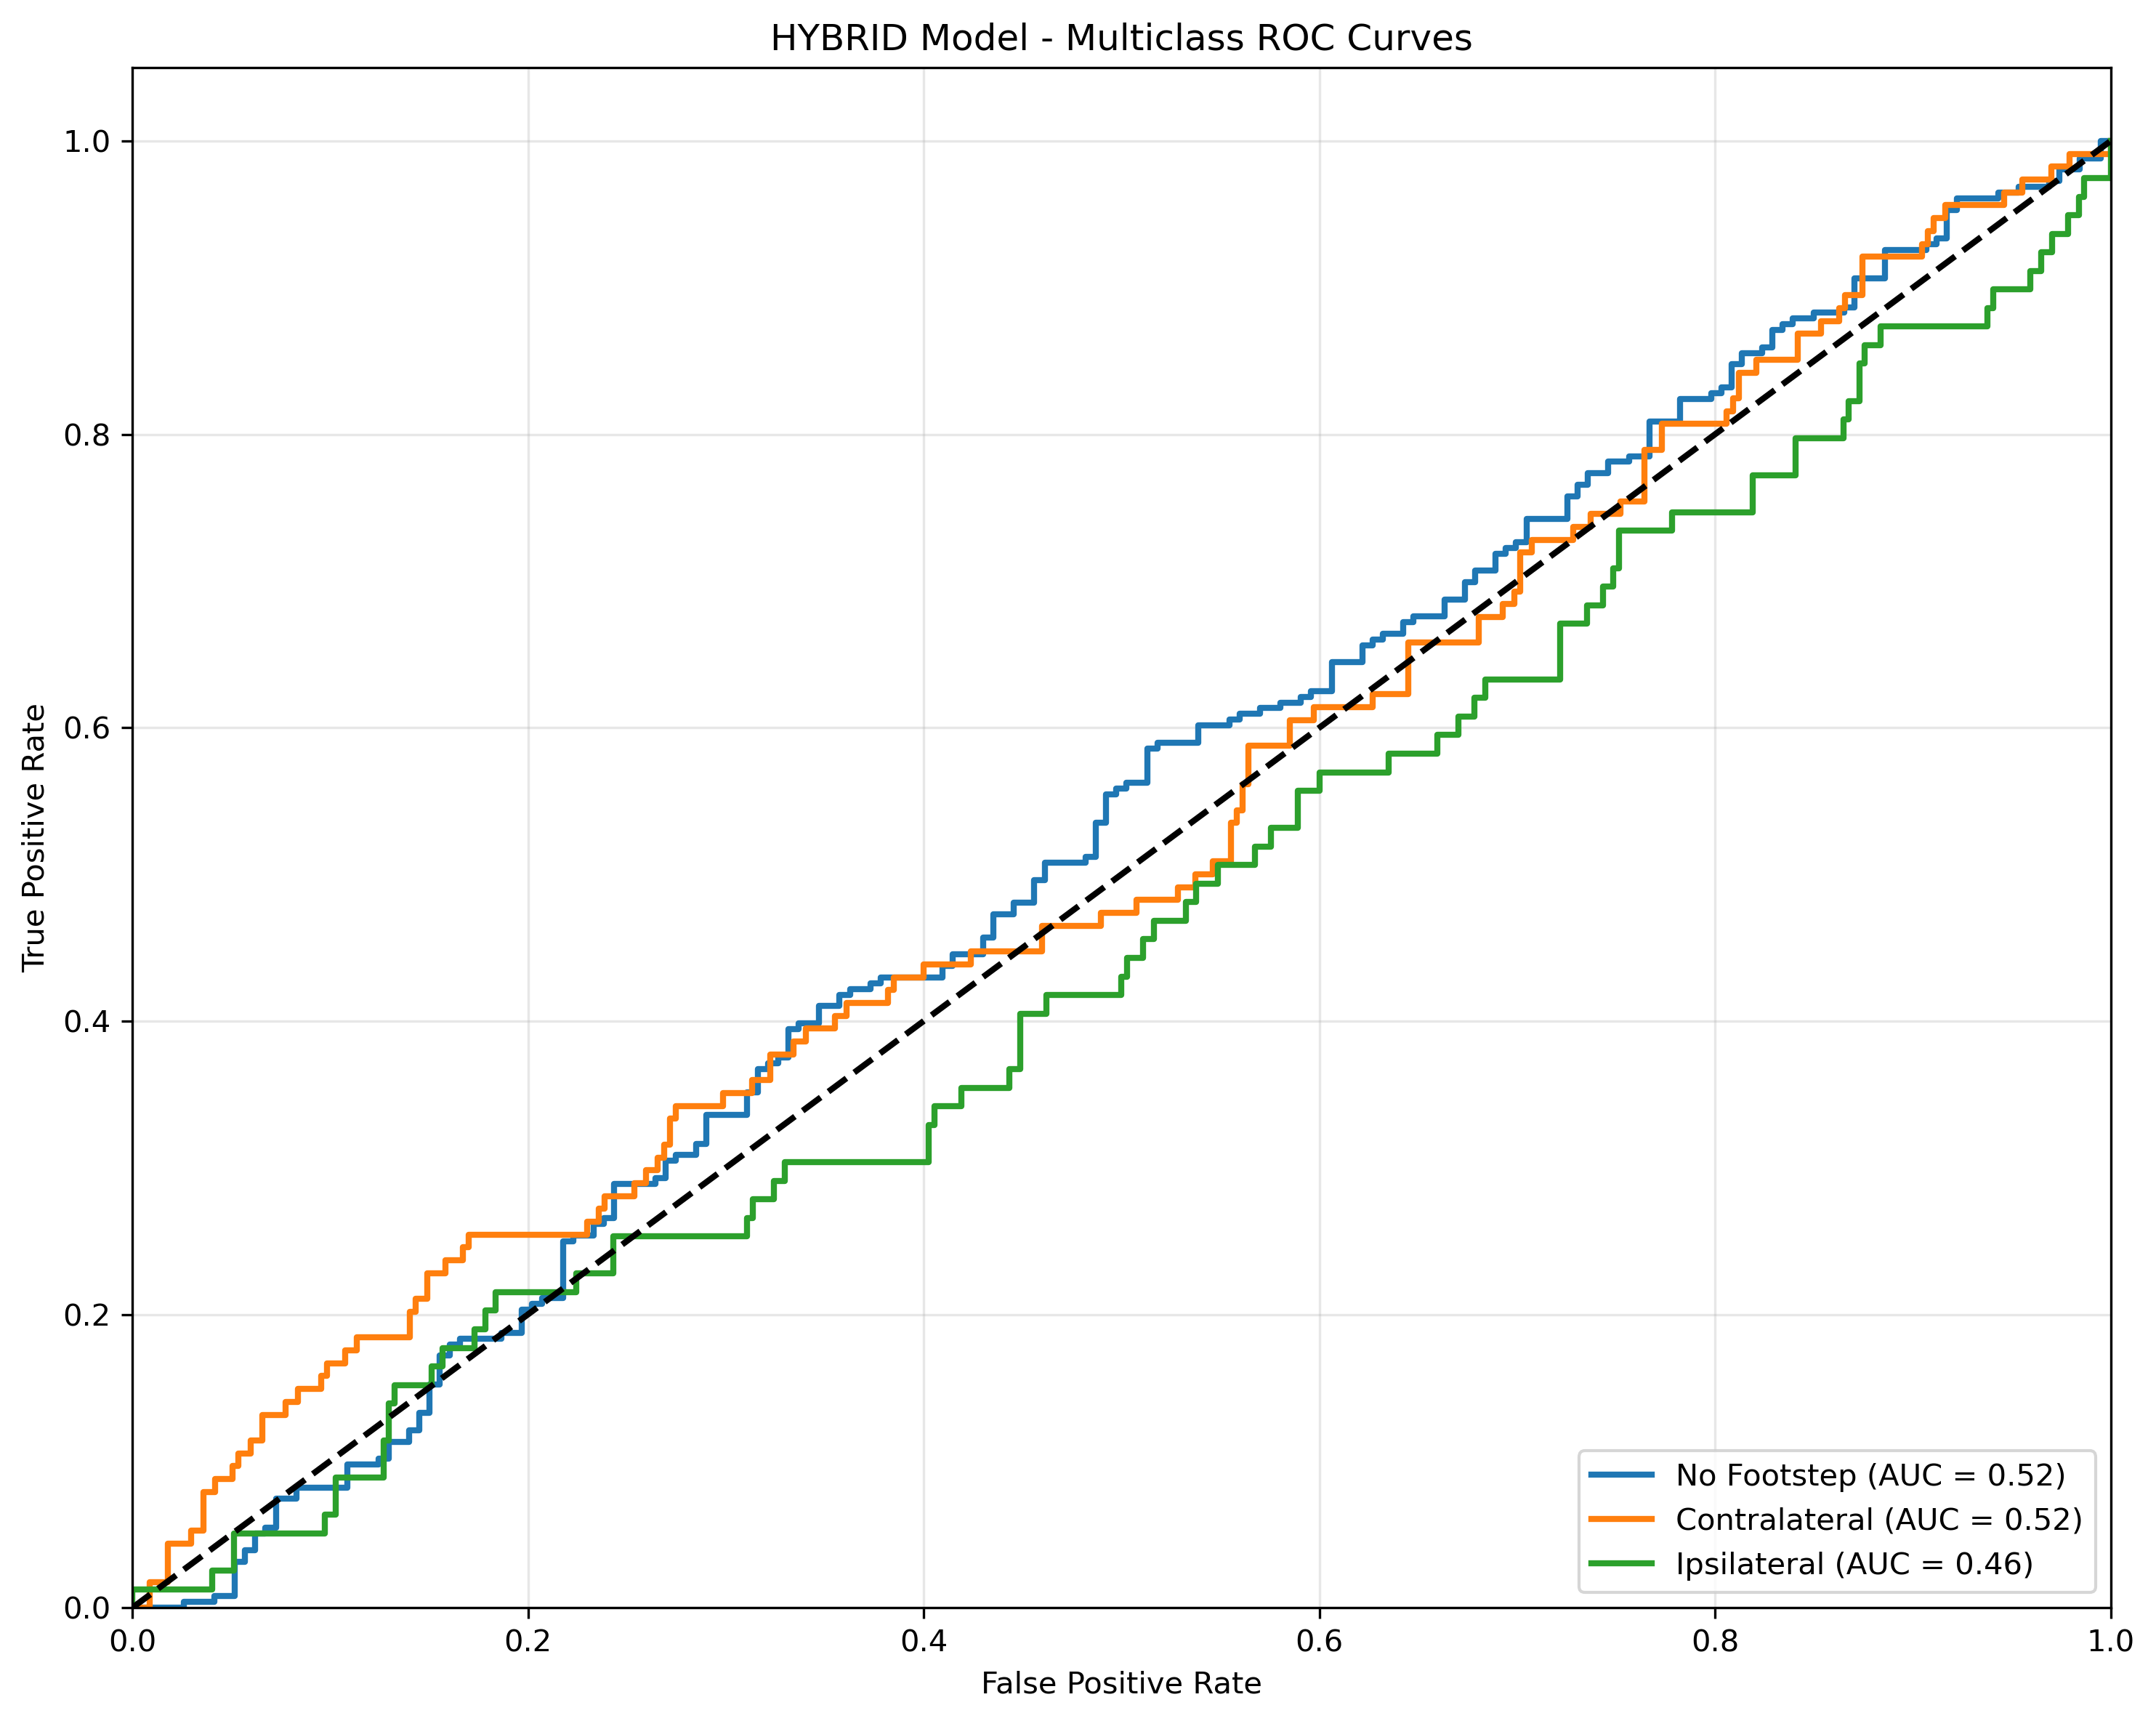 HYBRID Model - Multiclass ROC Curves
True Positive Rate
1.0
0.8
0.6
0.4
0.2
0.0
0.0 0.2 0.4 0.6 0.8 1.0
False Positive Rate
No Footstep (AUC = 0.52)
Contralateral (AUC = 0.52)
Ipsilateral (AUC = 0.46)